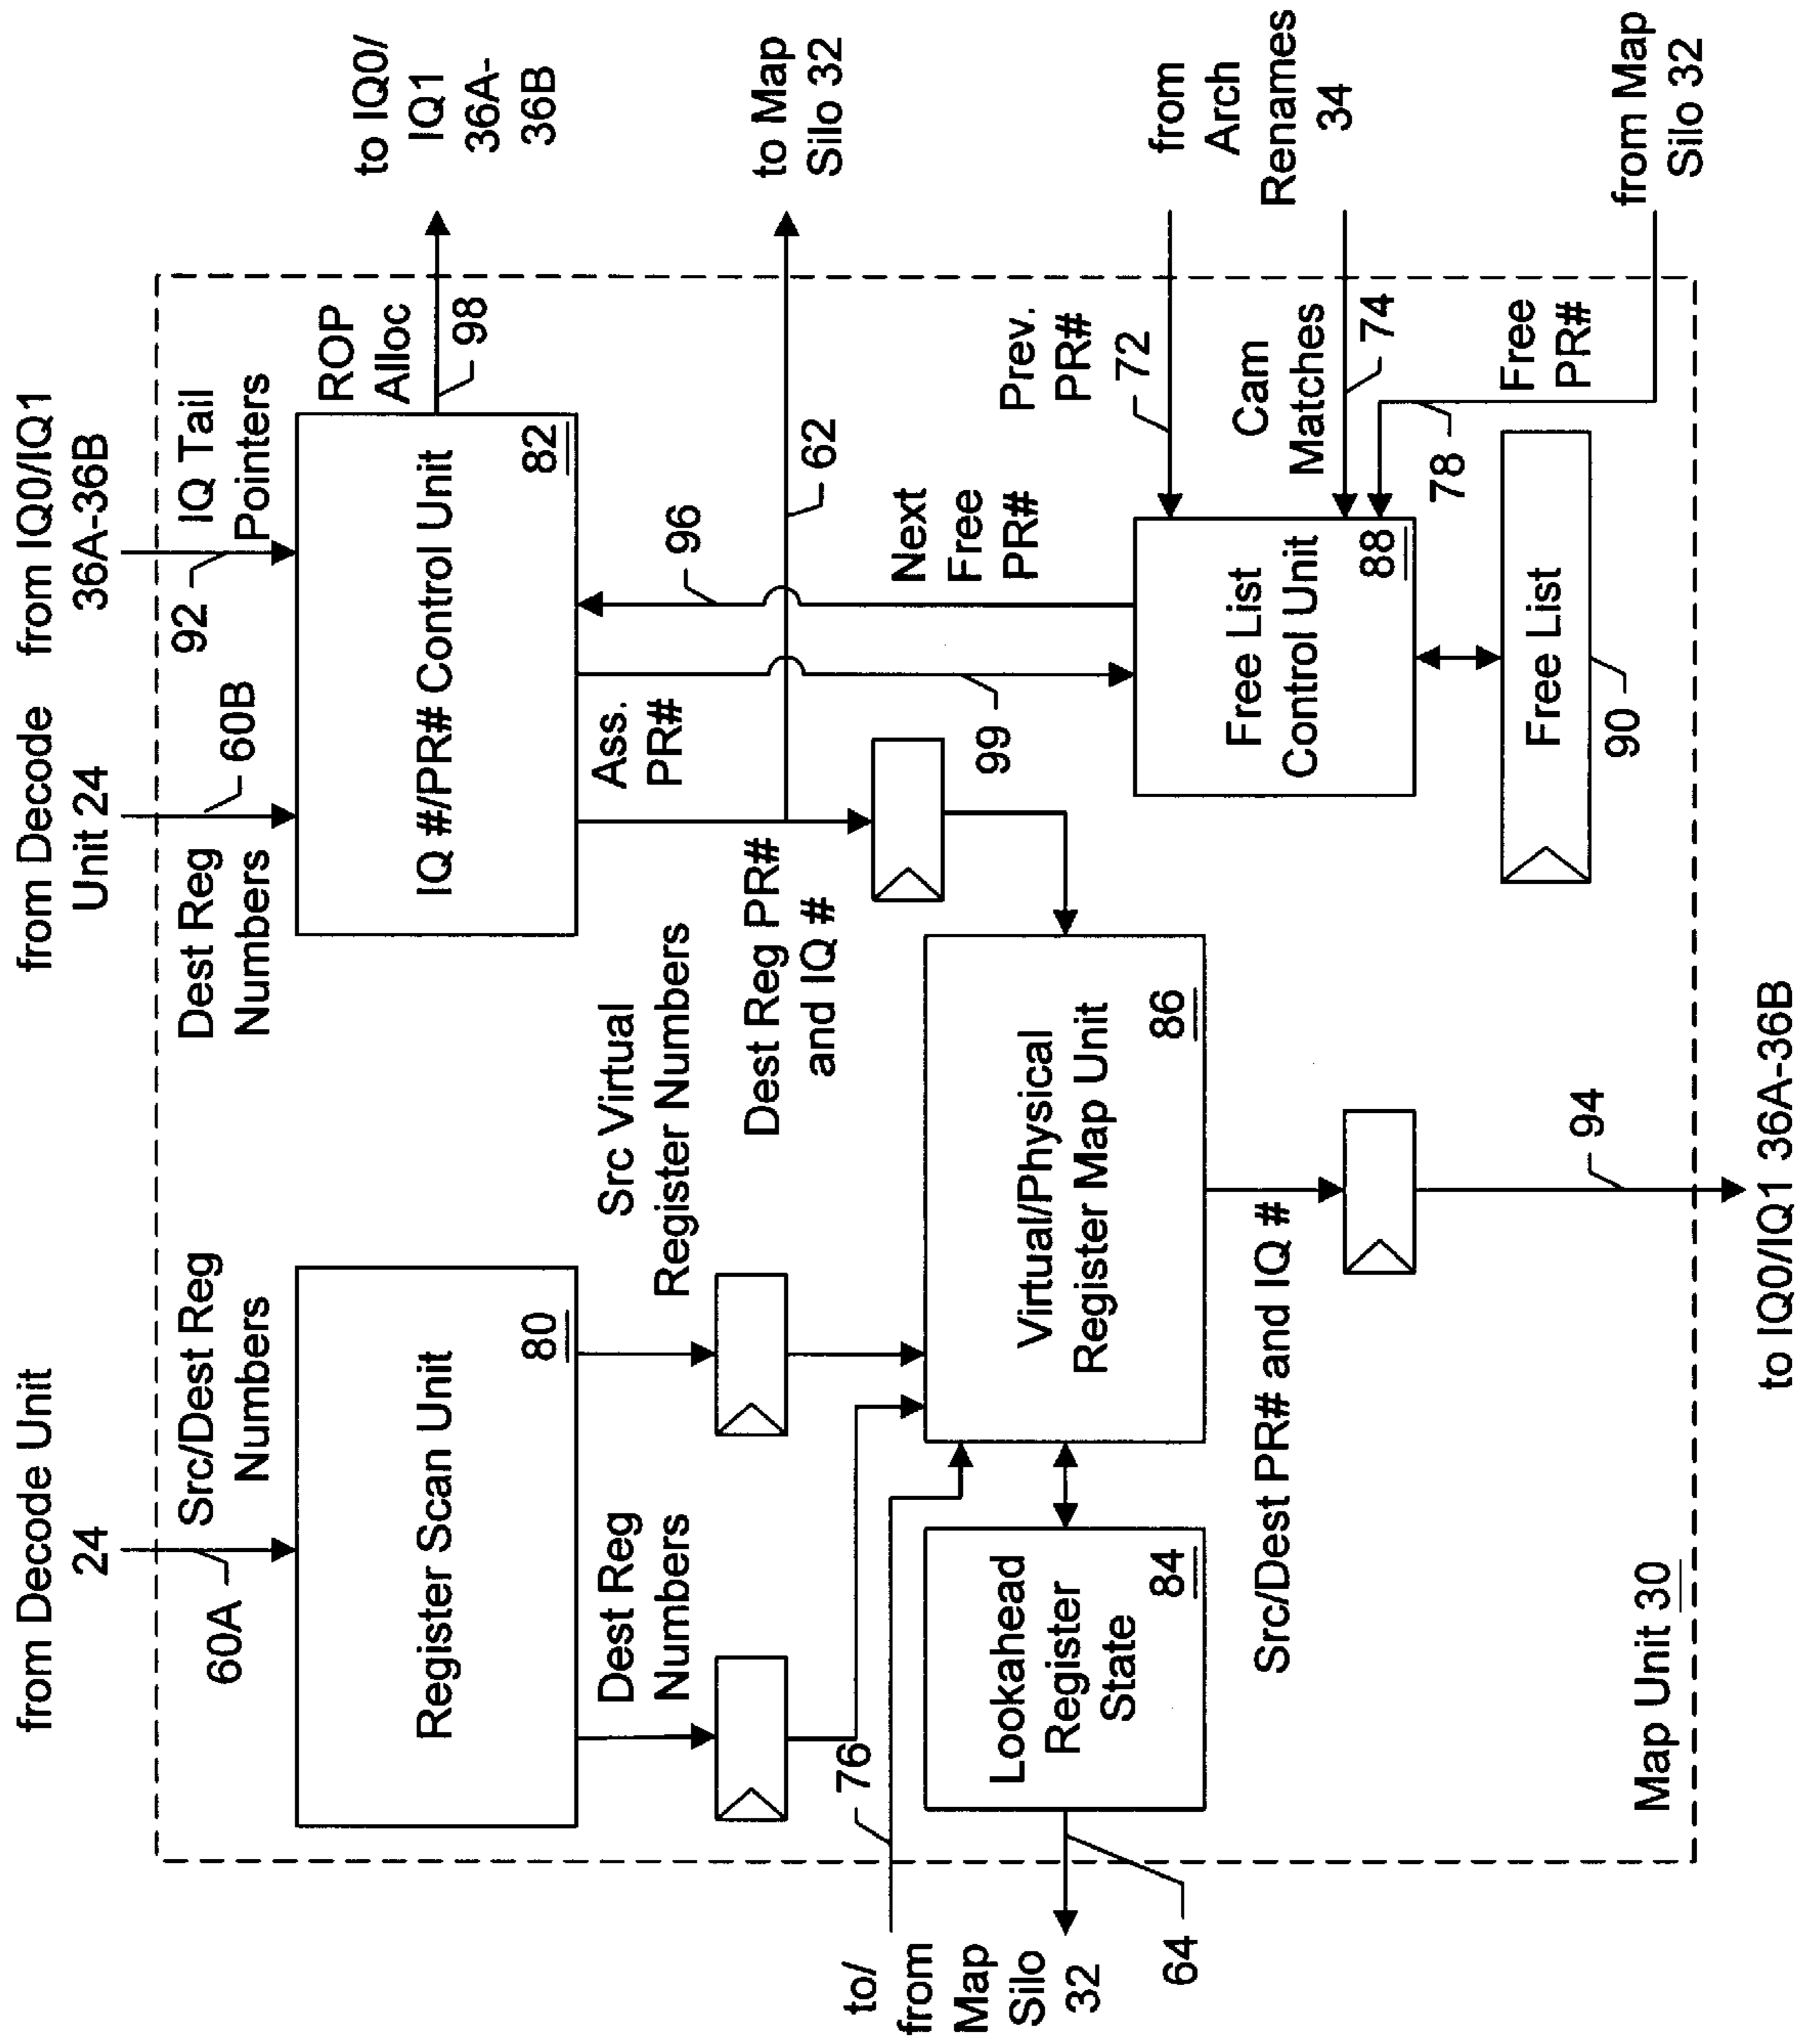 from Decode Unit
24
from Decode
Unit 24
from IQ0/IQ1
36A-36B
60A
Src/Dest Reg
Numbers
Dest Reg
Numbers
60B
92
IQ Tail
Pointers
Register Scan Unit
80
IQ #/PR# Control Unit
82
ROP
Alloc
98
to IQ0/
IQ1
36A-
36B
Dest Reg
Numbers
Src Virtual
Register Numbers
Ass.
PR#
96
Dest Reg PR#
and IQ #
62
to Map
Silo 32
76
Next
Free
PR#
99
to/
from
Map
Silo
32
64
Lookahead
Register
State
84
Virtual/Physical
Register Map Unit
86
Free List
Control Unit
88
Prev.
PR#
72
from
Arch
Renames
34
Cam
Matches
74
Src/Dest PR# and IQ #
78
Free
PR#
from Map
Silo 32
Free List
90
94
Map Unit 30
to IQ0/IQ1 36A-36B